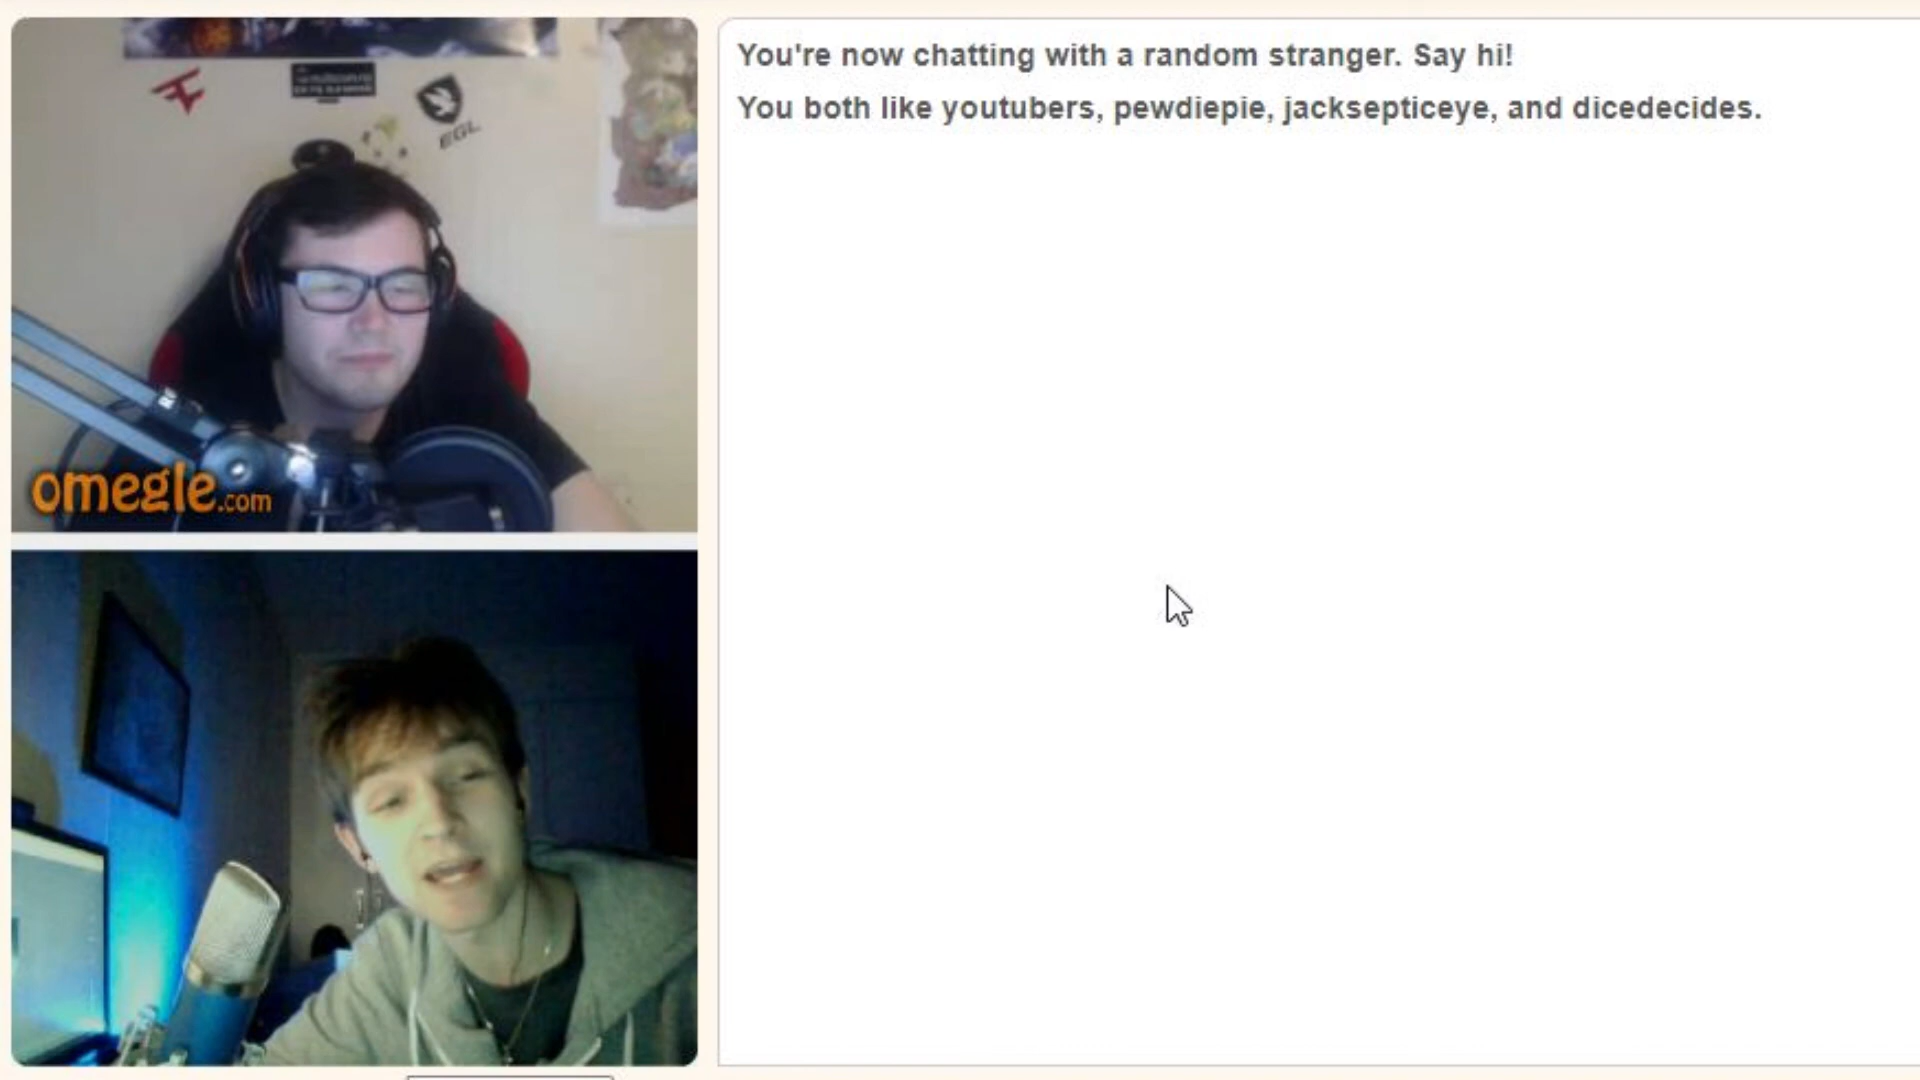 You're now chatting with a random stranger. Say hi!
You both like youtubers, pewdiepie, jacksepticeye, and dicedecides.
EGL
omegle.com